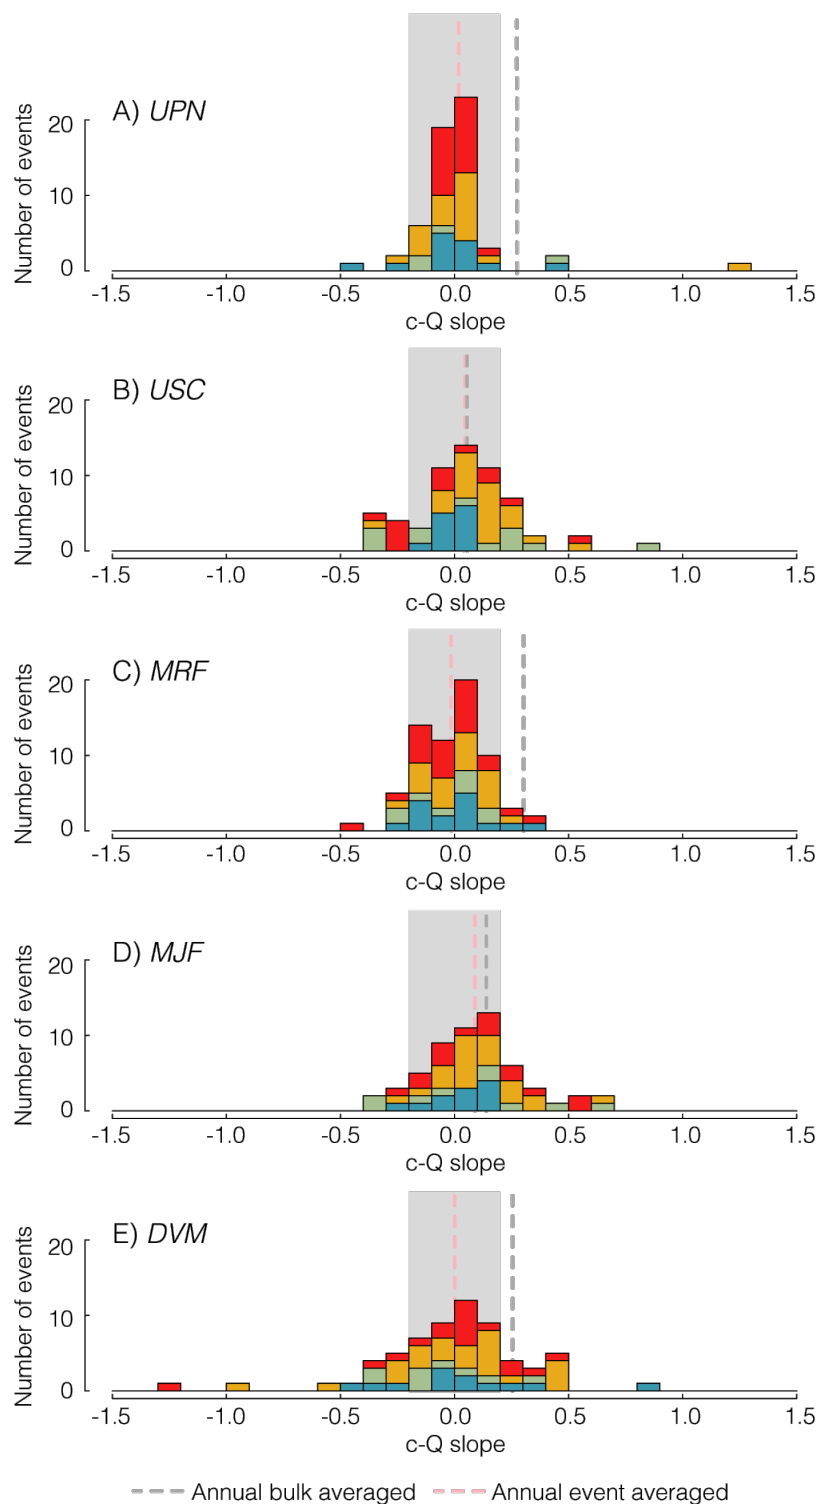 A) UPN
Number of events
20
10
0
-1.5 -1.0 -0.5 0.0 0.5 1.0 1.5
c-Q slope
B) USC
Number of events
20
10
0
-1.5 -1.0 -0.5 0.0 0.5 1.0 1.5
c-Q slope
C) MRF
Number of events
20
10
0
-1.5 -1.0 -0.5 0.0 0.5 1.0 1.5
c-Q slope
D) MJF
Number of events
20
10
0
-1.5 -1.0 -0.5 0.0 0.5 1.0 1.5
c-Q slope
E) DVM
Number of events
20
10
0
-1.5 -1.0 -0.5 0.0 0.5 1.0 1.5
c-Q slope
Annual bulk averaged Annual event averaged